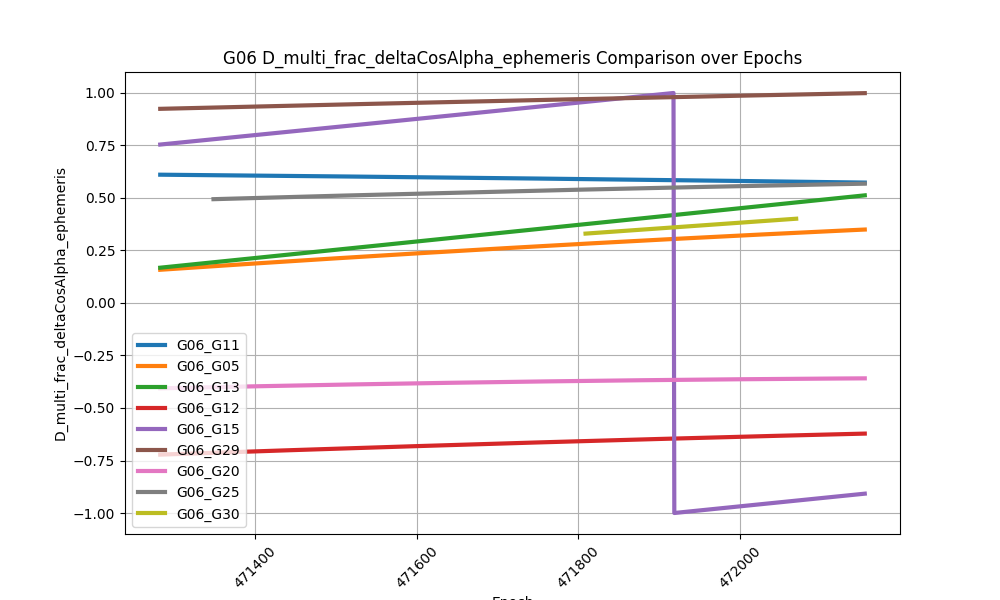 G06 D_multi_frac_deltaCosAlpha_ephemeris Comparison over Epochs
D_multi_frac_deltaCosAlpha_ephemeris
1.00
0.75
0.50
0.25
0.00
−0.25
−0.50
−0.75
−1.00
G06_G11
G06_G05
G06_G13
G06_G12
G06_G15
G06_G29
G06_G20
G06_G25
G06_G30
471400
471600
471800
472000
Epoch